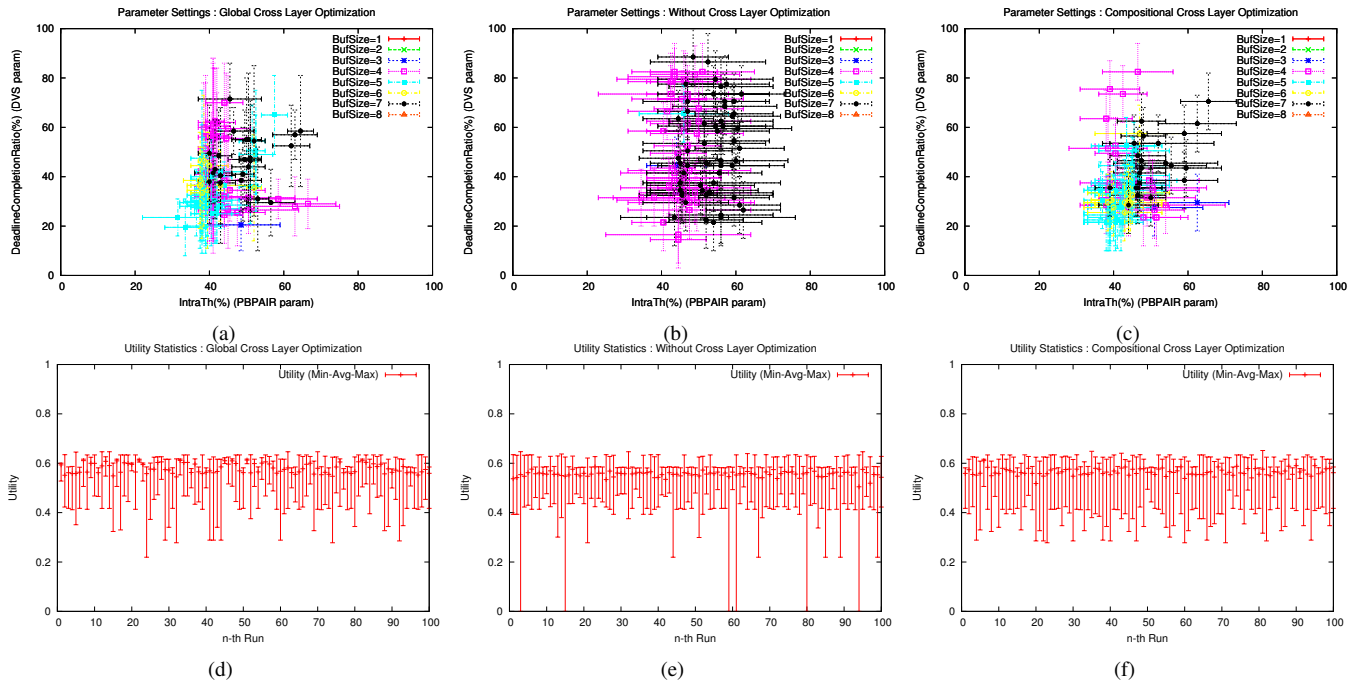 Parameter Settings : Global Cross Layer Optimization
DeadlineCompletionRatio(%) (DVS param)
100
80
60
40
20
0
BufSize=1
BufSize=2
BufSize=3
BufSize=4
BufSize=5
BufSize=6
BufSize=7
BufSize=8
0 20 40 60 80 100
IntraTh(%) (PBPAIR param)
(a)
Parameter Settings : Without Cross Layer Optimization
DeadlineCompletionRatio(%) (DVS param)
100
80
60
40
20
0
BufSize=1
BufSize=2
BufSize=3
BufSize=4
BufSize=5
BufSize=6
BufSize=7
BufSize=8
0 20 40 60 80 100
IntraTh(%) (PBPAIR param)
(b)
Parameter Settings : Compositional Cross Layer Optimization
DeadlineCompletionRatio(%) (DVS param)
100
80
60
40
20
0
BufSize=1
BufSize=2
BufSize=3
BufSize=4
BufSize=5
BufSize=6
BufSize=7
BufSize=8
0 20 40 60 80 100
IntraTh(%) (PBPAIR param)
(c)
Utility Statistics : Global Cross Layer Optimization
Utility
1
0.8
0.6
0.4
0.2
0
Utility (Min-Avg-Max)
0 10 20 30 40 50 60 70 80 90 100
n-th Run
(d)
Utility Statistics : Without Cross Layer Optimization
Utility
1
0.8
0.6
0.4
0.2
0
Utility (Min-Avg-Max)
0 10 20 30 40 50 60 70 80 90 100
n-th Run
(e)
Utility Statistics : Compositional Cross Layer Optimization
Utility
1
0.8
0.6
0.4
0.2
0
Utility (Min-Avg-Max)
0 10 20 30 40 50 60 70 80 90 100
n-th Run
(f)